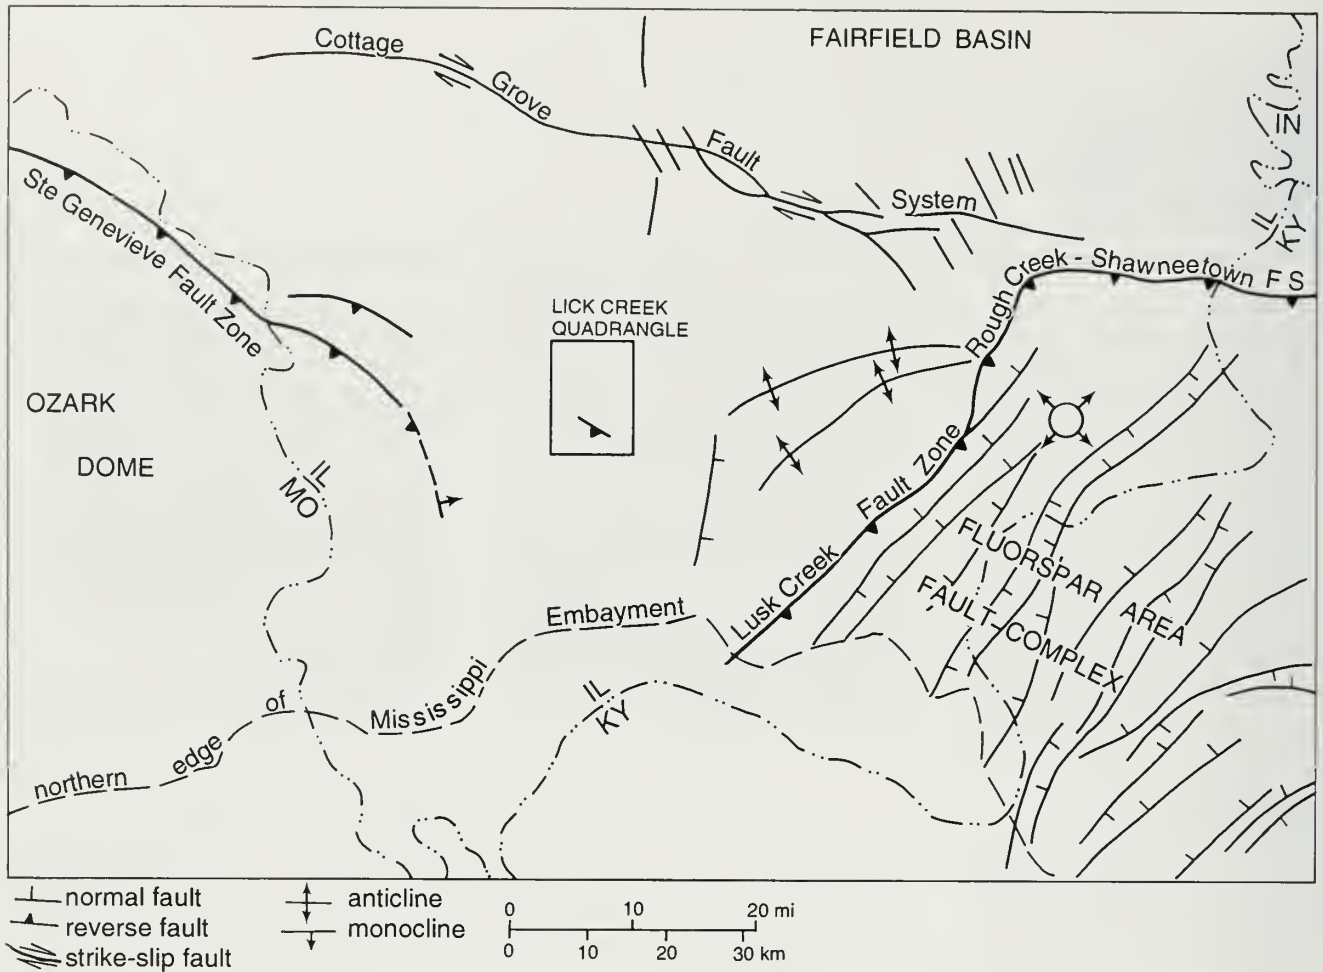 FAIRFIELD BASIN
Cottage Grove Fault System
IN
IL
KY
Ste Genevieve Fault Zone
Rough Creek - Shawneetown F S
LICK CREEK
QUADRANGLE
OZARK
DOME
IL
MO
Lusk Creek Fault Zone
FLUORSPAR AREA
FAULT COMPLEX
northern edge of Mississippi Embayment
IL
KY
normal fault
reverse fault
strike-slip fault
anticline
monocline
0 10 20 mi
0 10 20 30 km